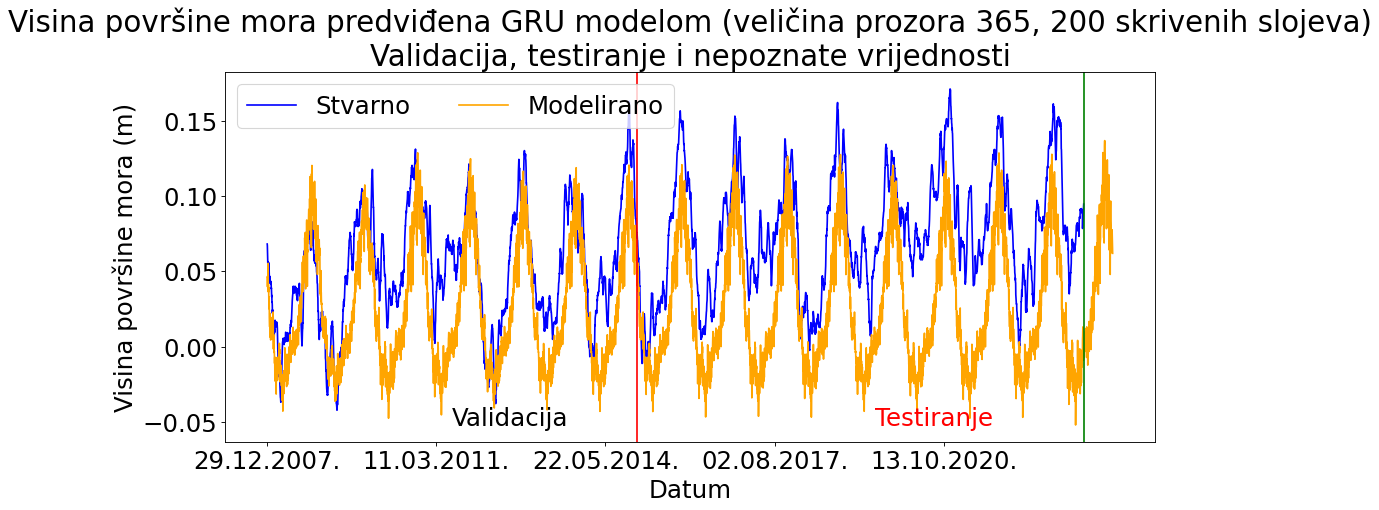 Visina površine mora predviđena GRU modelom (veličina prozora 365, 200 skrivenih slojeva)
Validacija, testiranje i nepoznate vrijednosti
Stvarno Modelirano
Visina površine mora (m)
0.15
0.10
0.05
0.00
−0.05
Validacija Testiranje
29.12.2007. 11.03.2011. 22.05.2014. 02.08.2017. 13.10.2020.
Datum